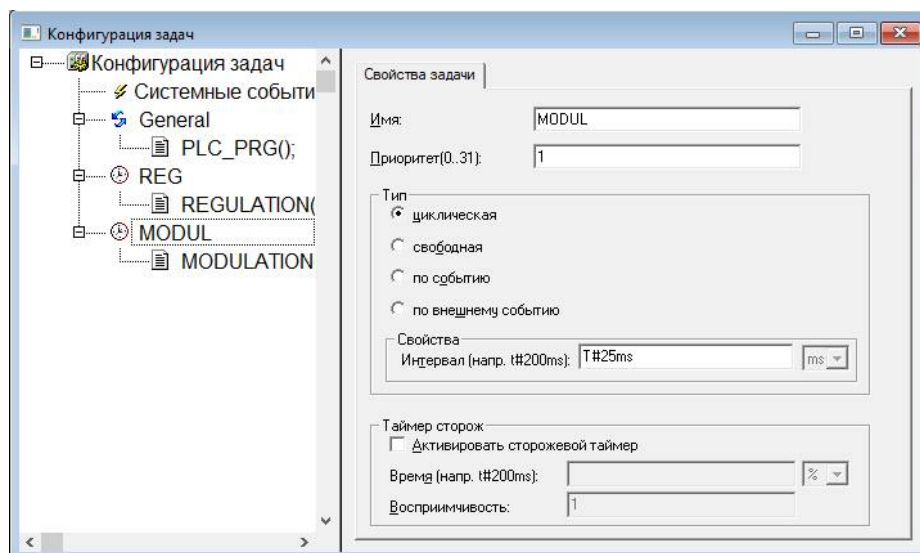 Конфигурация задач
Конфигурация задач
Системные событи
General
PLC_PRG();
REG
REGULATION(
MODUL
MODULATION
Свойства задачи
Имя: MODUL
Приоритет(0..31): 1
Тип
циклическая
свободная
по событию
по внешнему событию
Свойства
Интервал (напр. t#200ms): T#25ms ms
Таймер сторож
Активировать сторожевой таймер
Время (напр. t#200ms): %
Восприимчивость: 1